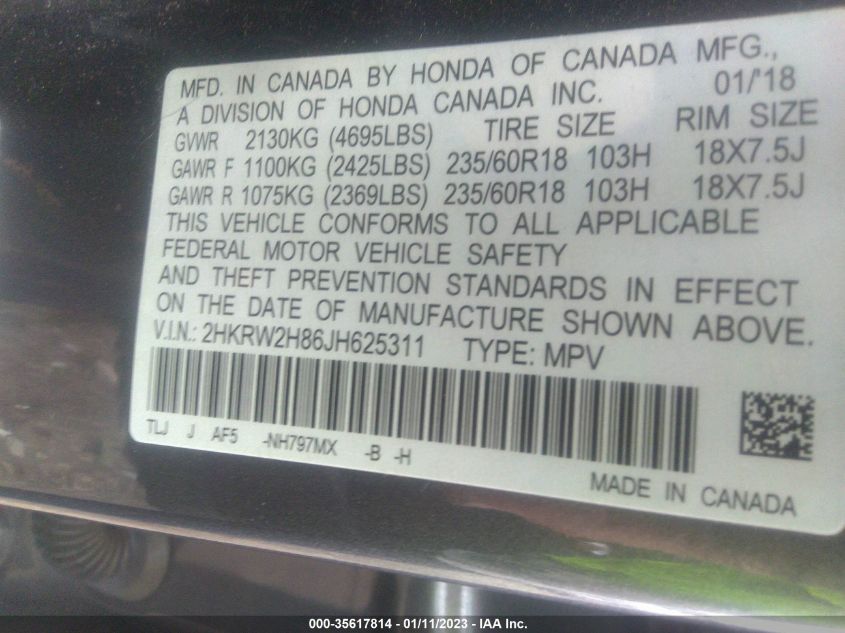 MFD. IN CANADA BY HONDA OF CANADA MFG.,
A DIVISION OF HONDA CANADA INC. 01/'18
GVWR 2130KG (4695LBS) TIRE SIZE RIM SIZE
GAWR F 1100KG (2425LBS) 235/60R18 103H 18X7.5J
GAWR R 1075KG (2369LBS) 235/60R18 103H 18X7.5J
THIS VEHICLE CONFORMS TO ALL APPLICABLE
FEDERAL MOTOR VEHICLE SAFETY
AND THEFT PREVENTION STANDARDS IN EFFECT
ON THE DATE OF MANUFACTURE SHOWN ABOVE.
V.I.N.: 2HKRW2H86JH625311 TYPE: MPV
TLJ J AF5 -NH797MX -B -H
MADE IN CANADA
000-35617814 - 01/11/2023 - IAA Inc.